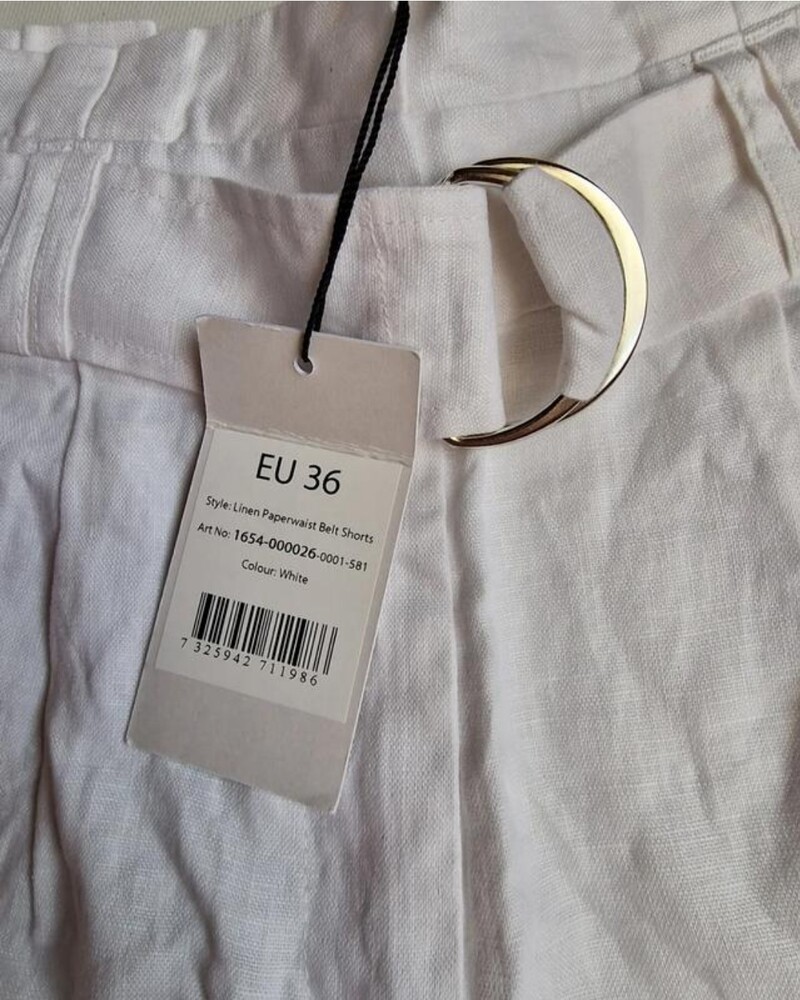 EU 36
Style: Linen Paperwaist Belt Shorts
Art No: 1654-000026-0001-581
Colour: White
7 325942 711986